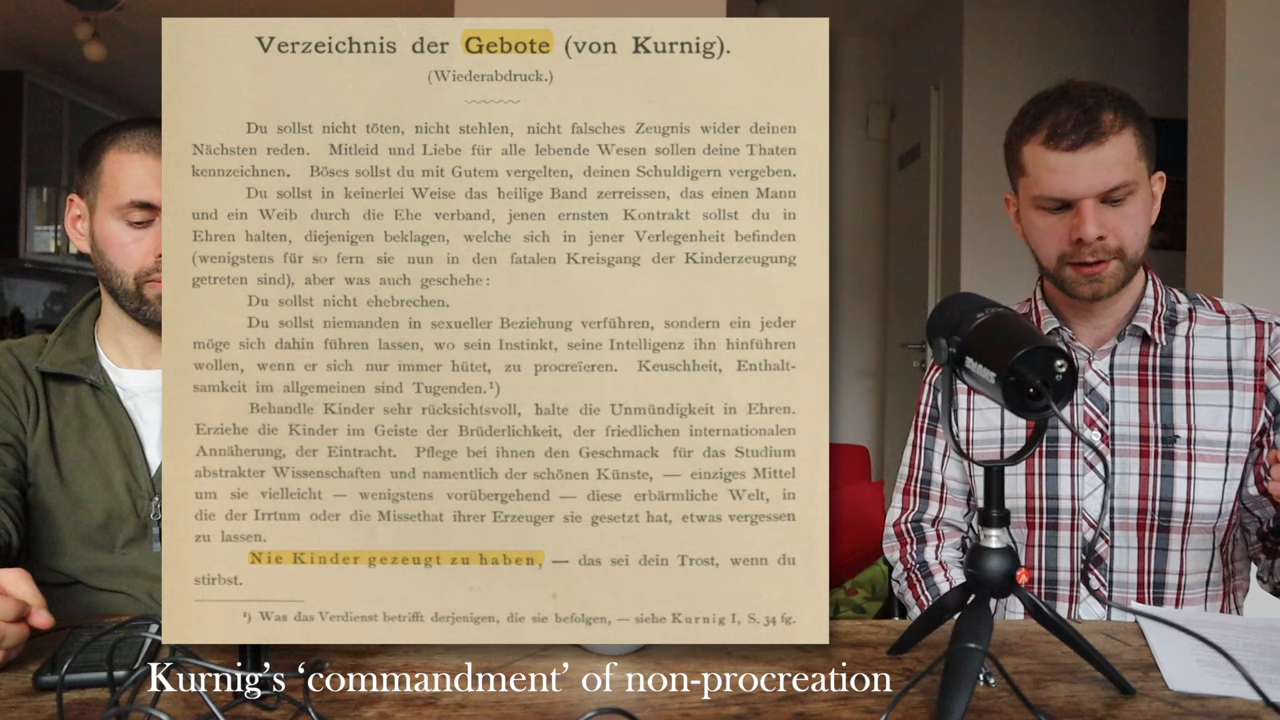 Verzeichnis der Gebote (von Kurnig).
(Wiederabdruck.)
Du sollst nicht töten, nicht stehlen, nicht falsches Zeugnis wider deinen
Nächsten reden. Mitleid und Liebe für alle lebende Wesen sollen deine Thaten
kennzeichnen. Böses sollst du mit Gutem vergelten, deinen Schuldigern vergeben.
Du sollst in keinerlei Weise das heilige Band zerreissen, das einen Mann
und ein Weib durch die Ehe verband, jenen ernsten Kontrakt sollst du in
Ehren halten, diejenigen beklagen, welche sich in jener Verlegenheit befinden
(wenigstens für so fern sie nun in den fatalen Kreisgang der Kinderzeugung
getreten sind), aber was auch geschehe:
Du sollst nicht ehebrechen.
Du sollst niemanden in sexueller Beziehung verführen, sondern ein jeder
möge sich dahin führen lassen, wo sein Instinkt, seine Intelligenz ihn hinführen
wollen, wenn er sich nur immer hütet, zu procreïeren. Keuschheit, Enthalt-
samkeit im allgemeinen sind Tugenden.¹)
Behandle Kinder sehr rücksichtsvoll, halte die Unmündigkeit in Ehren.
Erziehe die Kinder im Geiste der Brüderlichkeit, der friedlichen internationalen
Annäherung, der Eintracht. Pflege bei ihnen den Geschmack für das Studium
abstrakter Wissenschaften und namentlich der schönen Künste, — einziges Mittel
um sie vielleicht — wenigstens vorübergehend — diese erbärmliche Welt, in
die der Irrtum oder die Missethat ihrer Erzeuger sie gesetzt hat, etwas vergessen
zu lassen.
Nie Kinder gezeugt zu haben, — das sei dein Trost, wenn du
stirbst.
¹) Was das Verdienst betrifft derjenigen, die sie befolgen, — siehe Kurnig I, S. 34 fg.
SHURE
Kurnig's ‘commandment’ of non-procreation